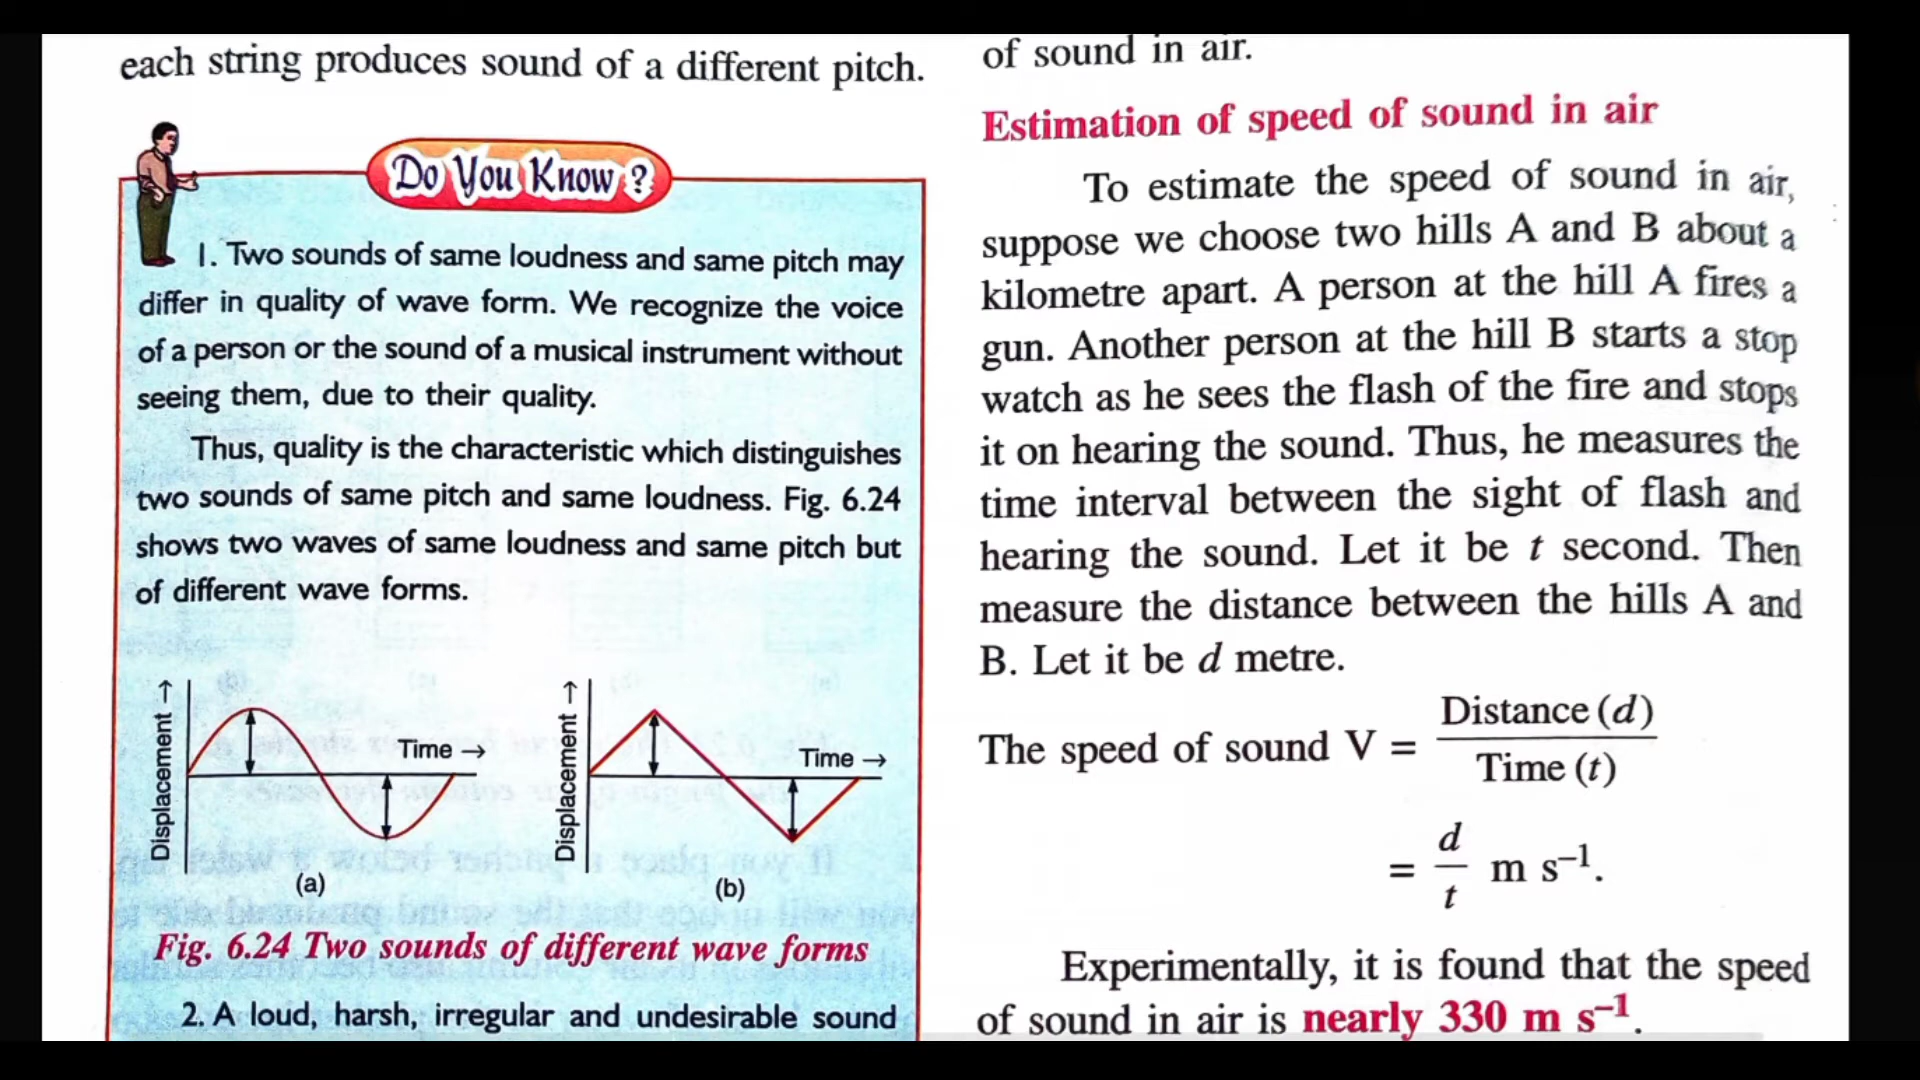 each string produces sound of a different pitch.
Do You Know ?
1. Two sounds of same loudness and same pitch may
differ in quality of wave form. We recognize the voice
of a person or the sound of a musical instrument without
seeing them, due to their quality.
Thus, quality is the characteristic which distinguishes
two sounds of same pitch and same loudness. Fig. 6.24
shows two waves of same loudness and same pitch but
of different wave forms.
Displacement →
Time →
(a)
Displacement →
Time →
(b)
Fig. 6.24 Two sounds of different wave forms
2. A loud, harsh, irregular and undesirable sound
of sound in air.
Estimation of speed of sound in air
To estimate the speed of sound in air,
suppose we choose two hills A and B about a
kilometre apart. A person at the hill A fires a
gun. Another person at the hill B starts a stop
watch as he sees the flash of the fire and stops
it on hearing the sound. Thus, he measures the
time interval between the sight of flash and
hearing the sound. Let it be t second. Then
measure the distance between the hills A and
B. Let it be d metre.
The speed of sound V = Distance (d) / Time (t)
= d / t m s⁻¹.
Experimentally, it is found that the speed
of sound in air is nearly 330 m s⁻¹.